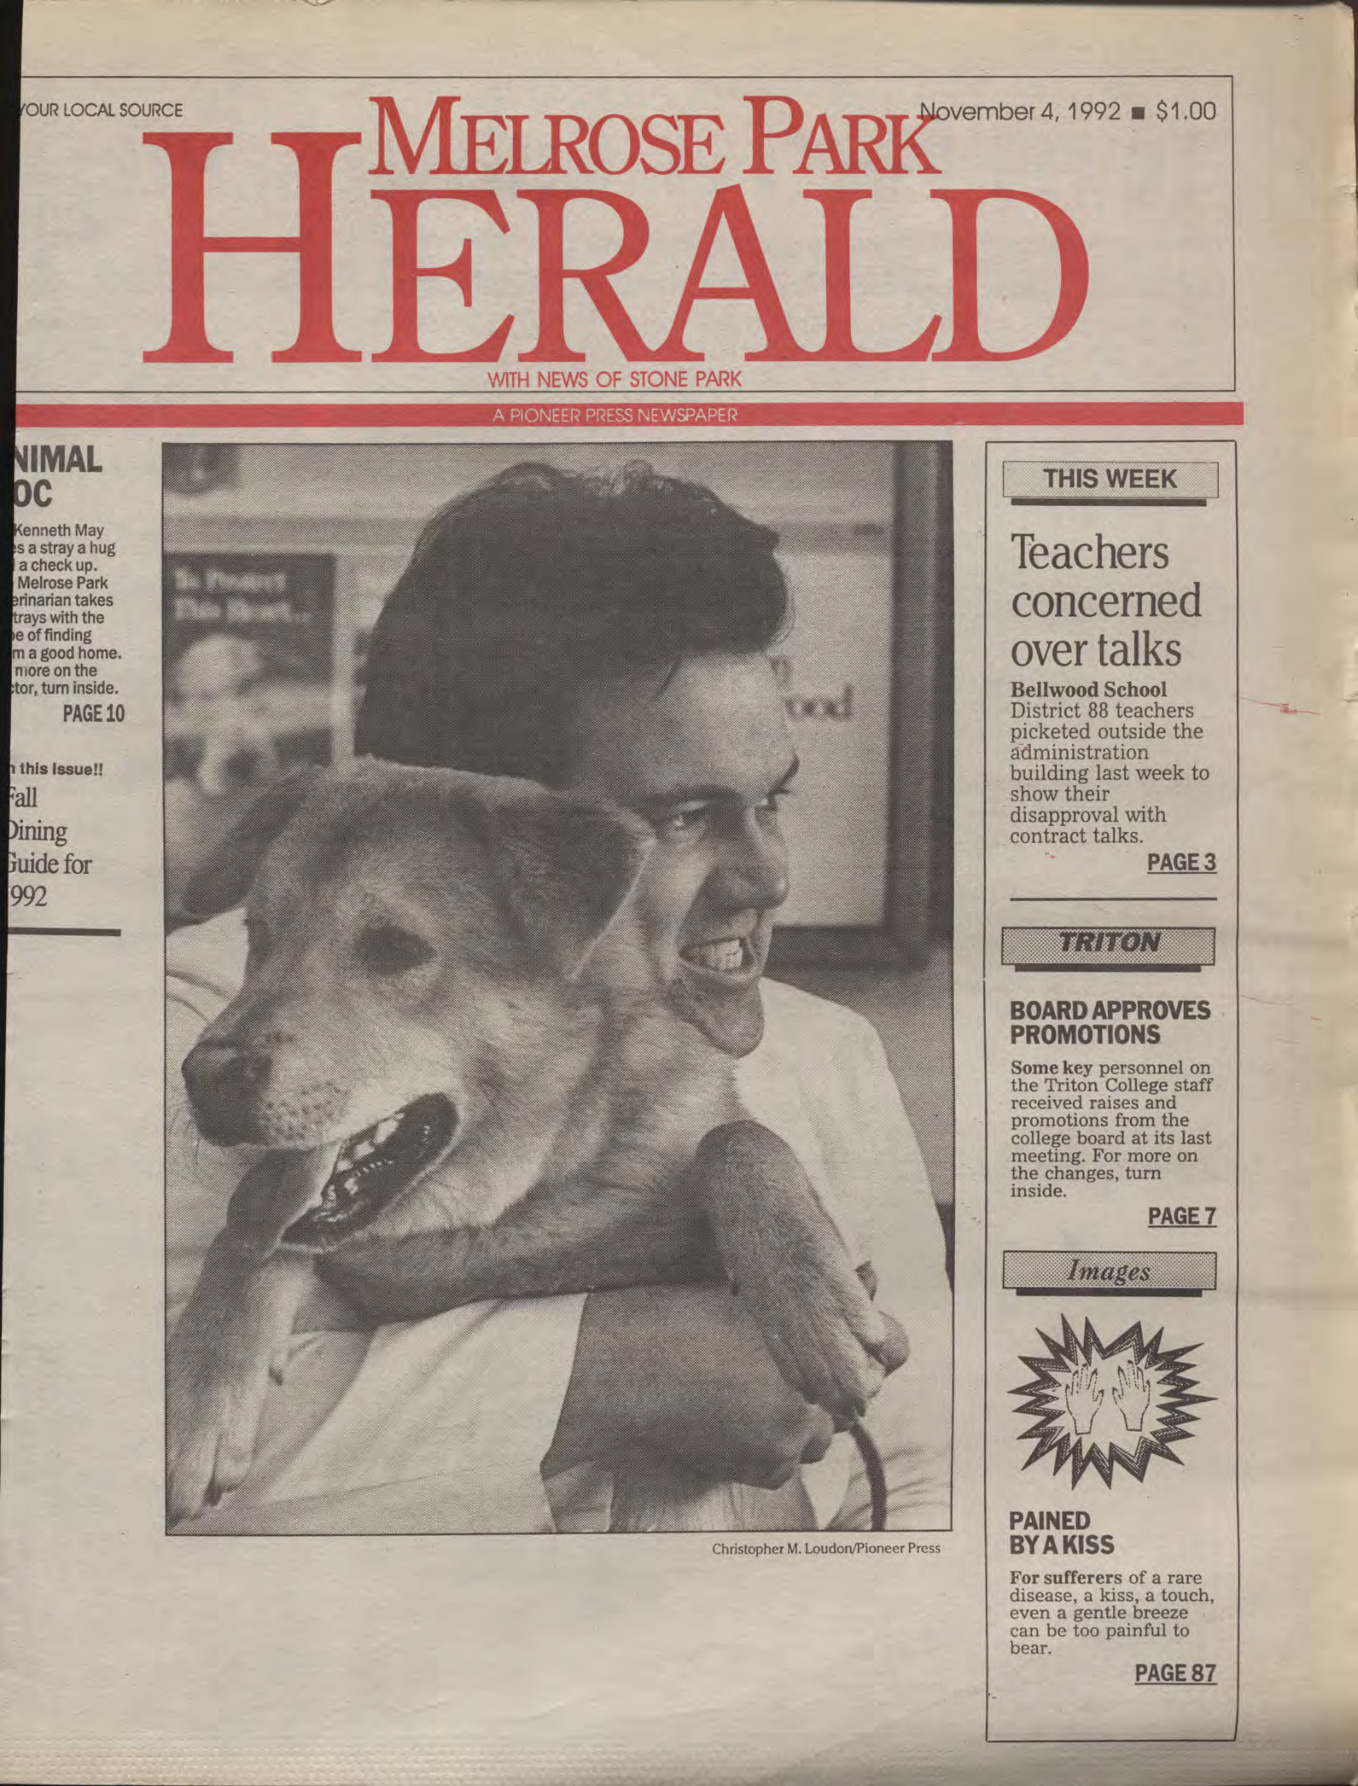 YOUR LOCAL SOURCE
November 4, 1992 ■ $1.00
MELROSE PARK
HERALD
WITH NEWS OF STONE PARK
A PIONEER PRESS NEWSPAPER
NIMAL
OC
Kenneth May
es a stray a hug
a check up.
Melrose Park
erinarian takes
trays with the
e of finding
m a good home.
more on the
tor, turn inside.
PAGE 10
this Issue!!
Fall
Dining
Guide for
992
To Protect
This Heart...
ood
Christopher M. Loudon/Pioneer Press
THIS WEEK
Teachers
concerned
over talks
Bellwood School
District 88 teachers
picketed outside the
administration
building last week to
show their
disapproval with
contract talks.
PAGE 3
TRITON
BOARD APPROVES
PROMOTIONS
Some key personnel on
the Triton College staff
received raises and
promotions from the
college board at its last
meeting. For more on
the changes, turn
inside.
PAGE 7
Images
PAINED
BY A KISS
For sufferers of a rare
disease, a kiss, a touch,
even a gentle breeze
can be too painful to
bear.
PAGE 87